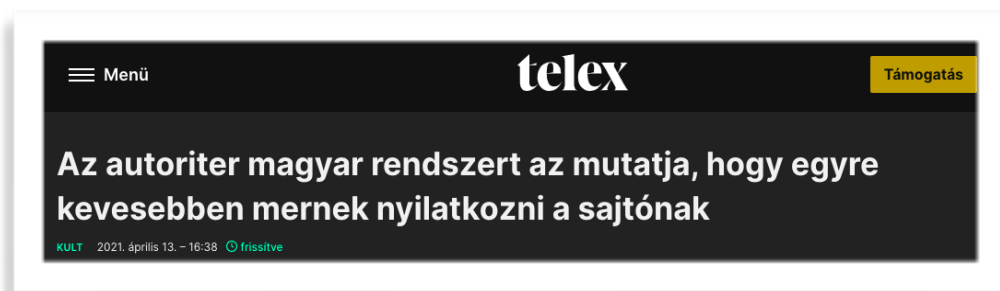 Menü telex Támogatás
Az autoriter magyar rendszert az mutatja, hogy egyre
kevesebben mernek nyilatkozni a sajtónak
KULT 2021. április 13. – 16:38 frissítve